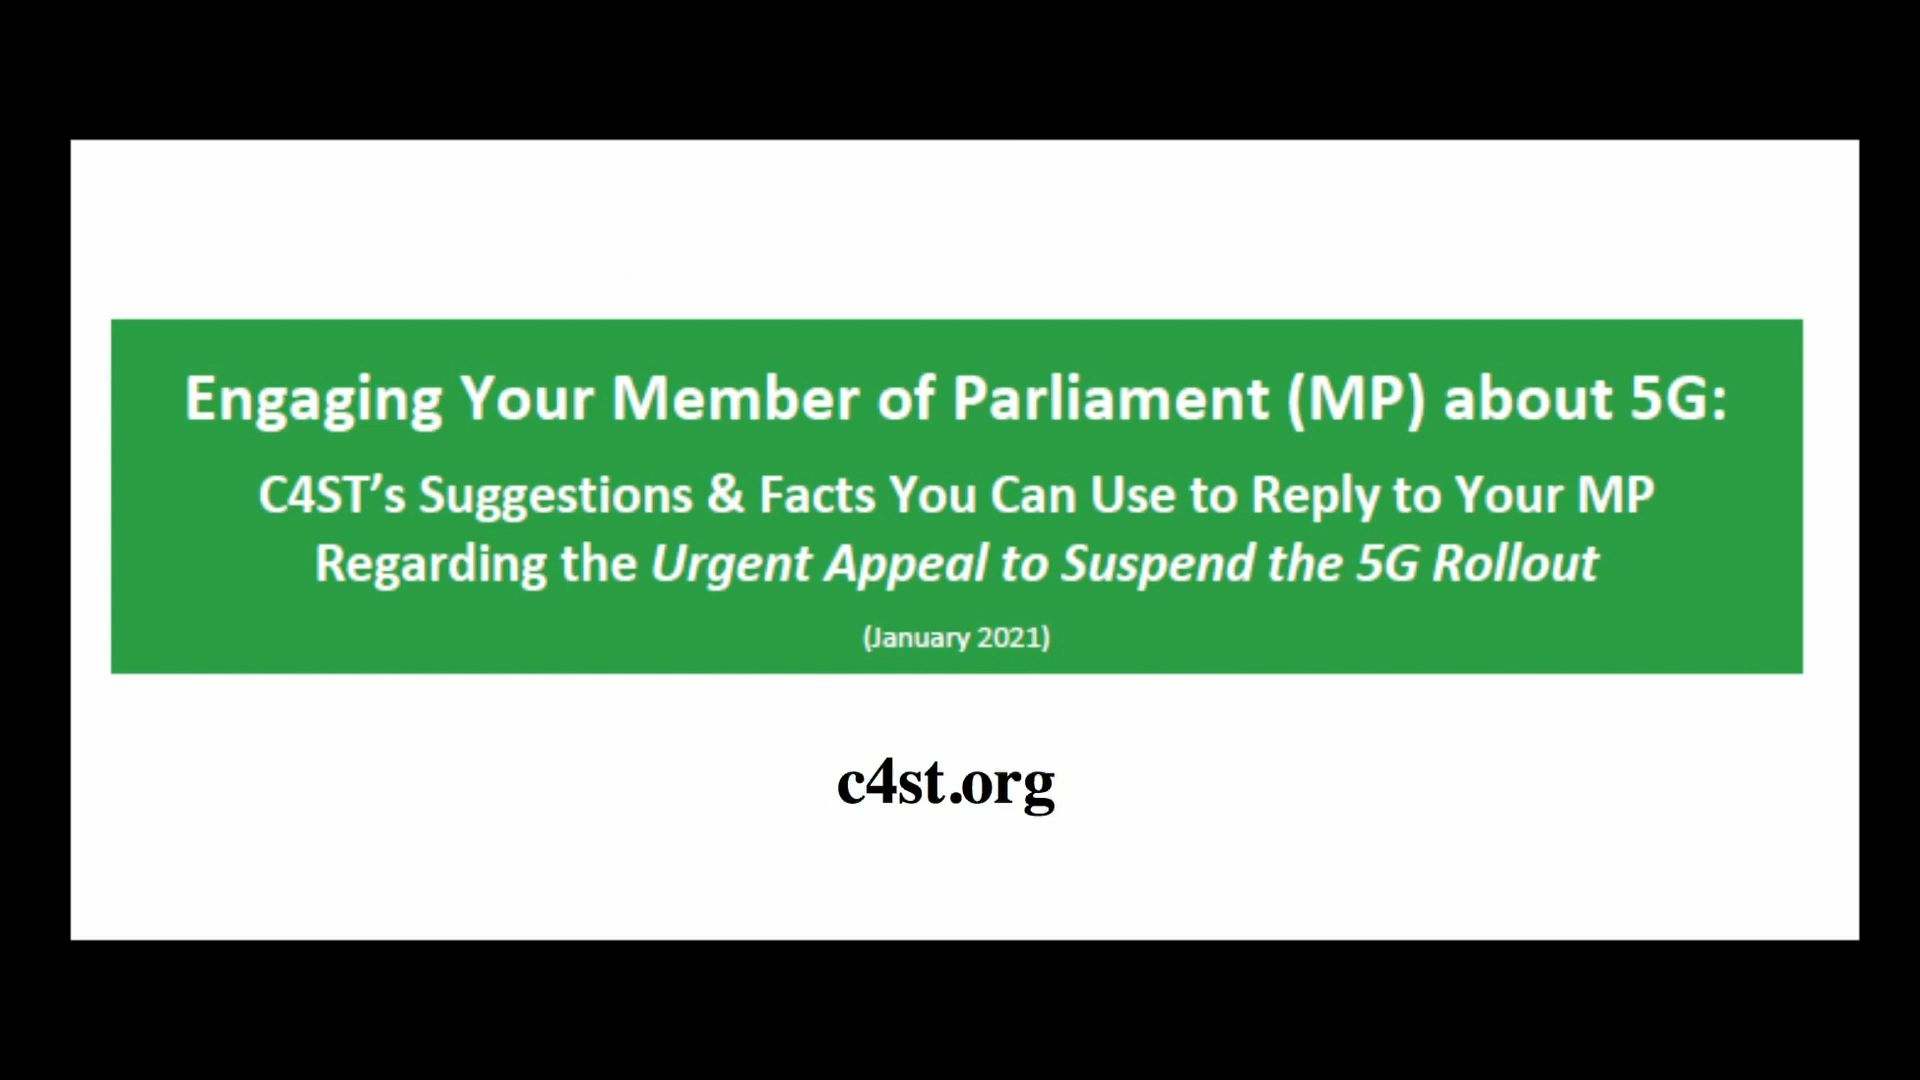 Engaging Your Member of Parliament (MP) about 5G:
C4ST’s Suggestions & Facts You Can Use to Reply to Your MP
Regarding the Urgent Appeal to Suspend the 5G Rollout
(January 2021)
c4st.org